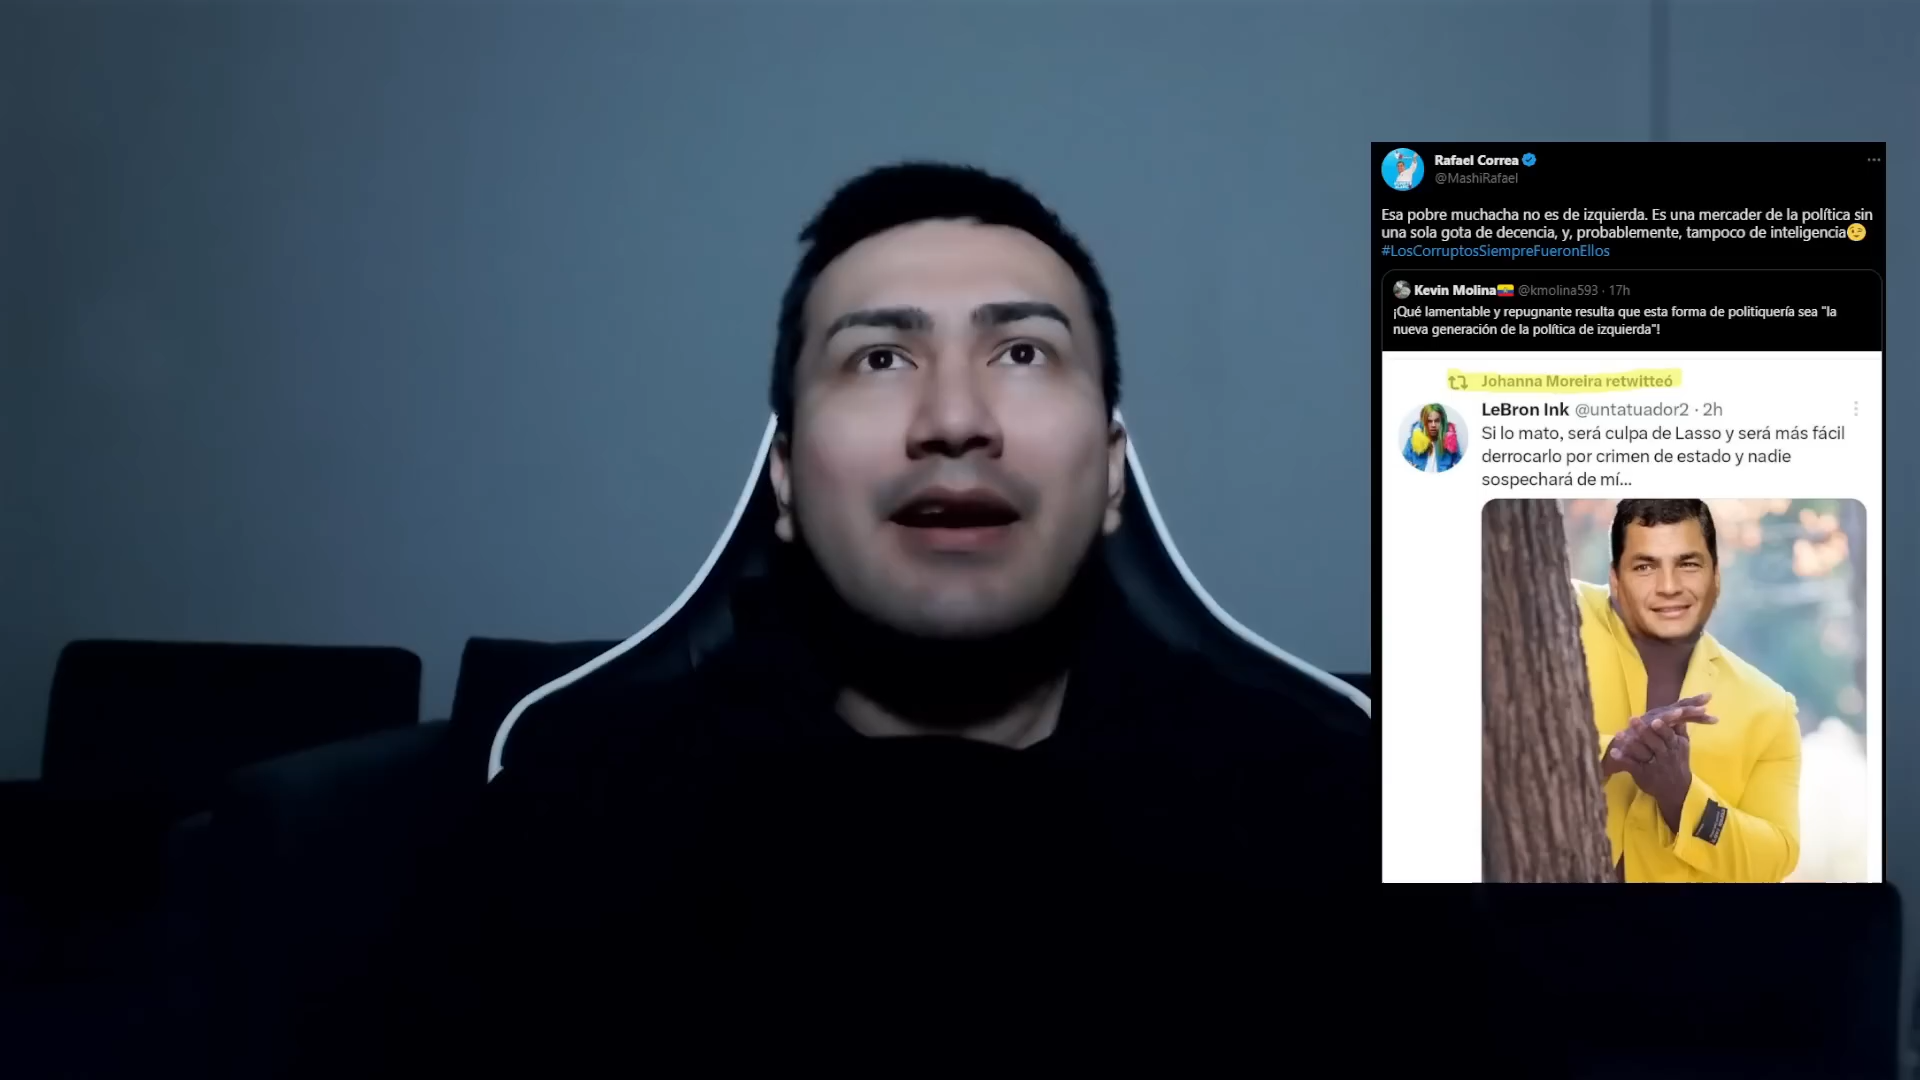 Rafael Correa
@MashiRafael
Esa pobre muchacha no es de izquierda. Es una mercader de la política sin
una sola gota de decencia, y, probablemente, tampoco de inteligencia😉
#LosCorruptosSiempreFueronEllos
Kevin Molina🇪🇨 @kmolina593 · 17h
¡Qué lamentable y repugnante resulta que esta forma de politiquería sea "la
nueva generación de la política de izquierda"!
Johanna Moreira retwitteó
LeBron Ink @untatuador2 · 2h
Si lo mato, será culpa de Lasso y será más fácil
derrocarlo por crimen de estado y nadie
sospechará de mí...